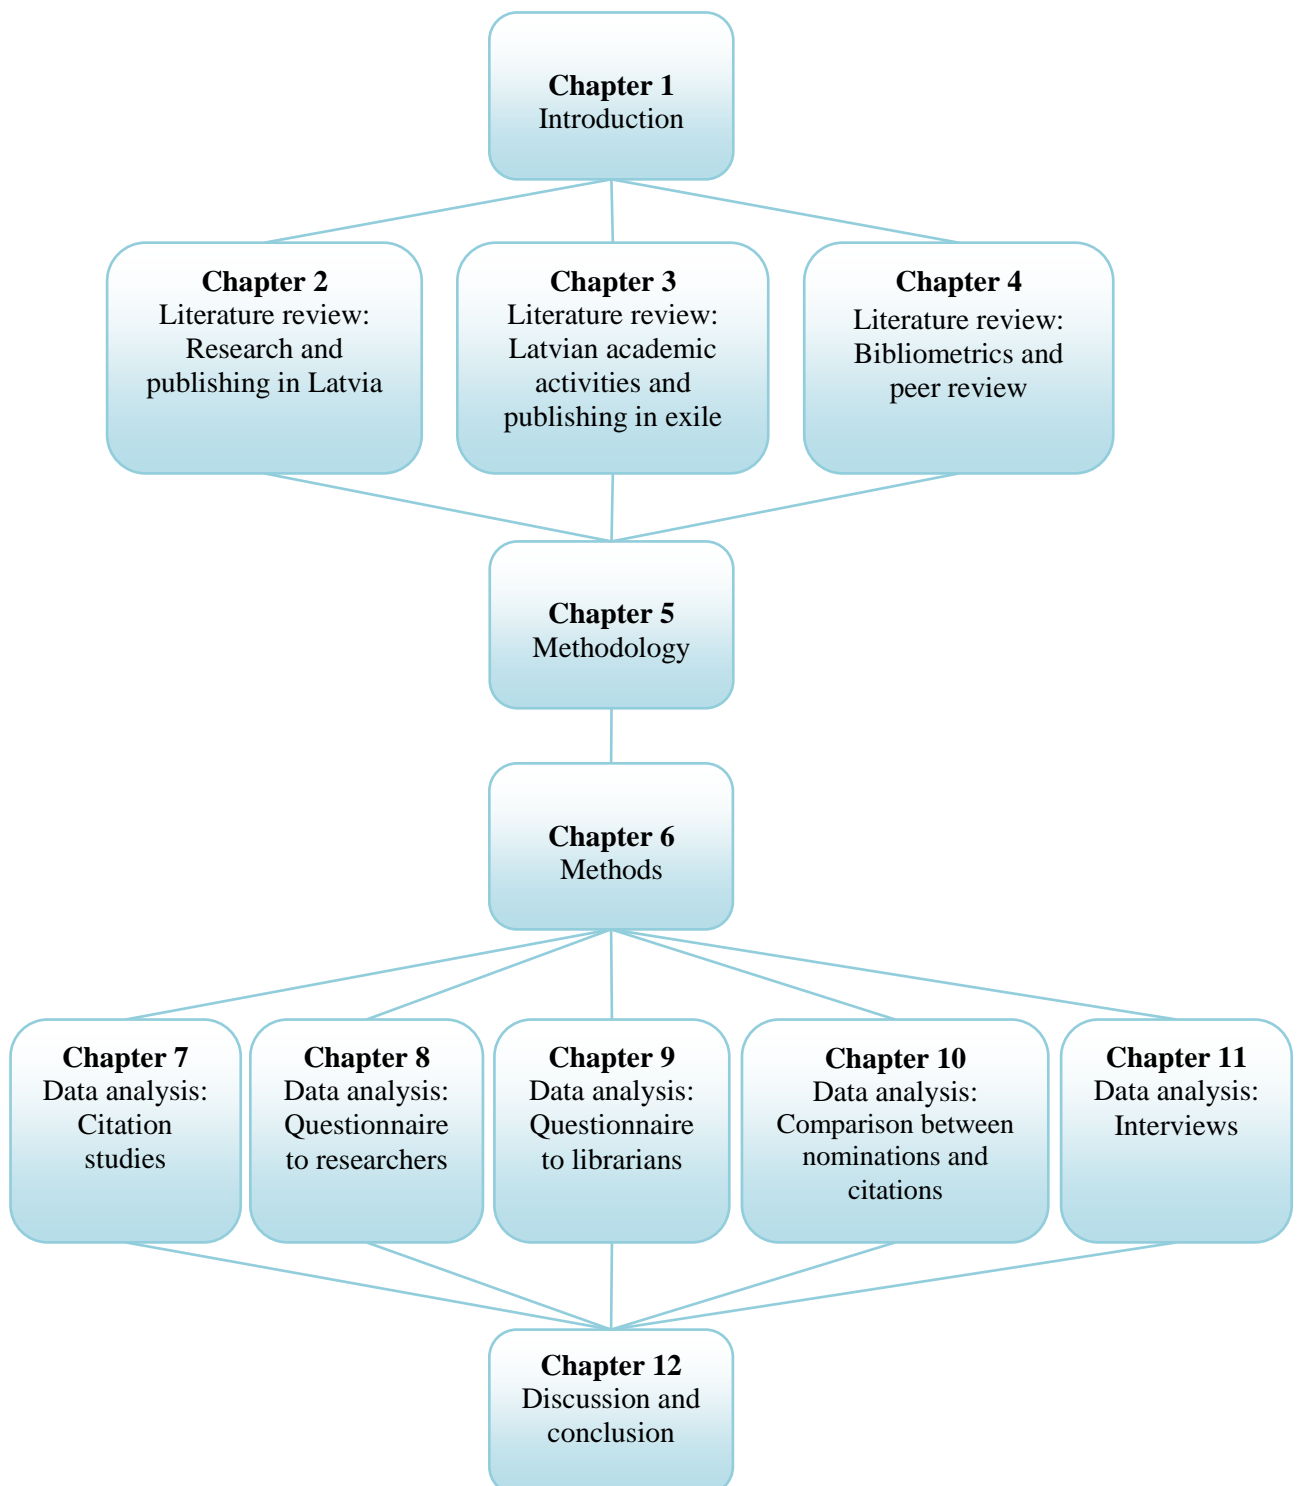 Chapter 1
Introduction
Chapter 2
Literature review:
Research and
publishing in Latvia
Chapter 3
Literature review:
Latvian academic
activities and
publishing in exile
Chapter 4
Literature review:
Bibliometrics and
peer review
Chapter 5
Methodology
Chapter 6
Methods
Chapter 7
Data analysis:
Citation
studies
Chapter 8
Data analysis:
Questionnaire
to researchers
Chapter 9
Data analysis:
Questionnaire
to librarians
Chapter 10
Data analysis:
Comparison between
nominations and
citations
Chapter 11
Data analysis:
Interviews
Chapter 12
Discussion and
conclusion